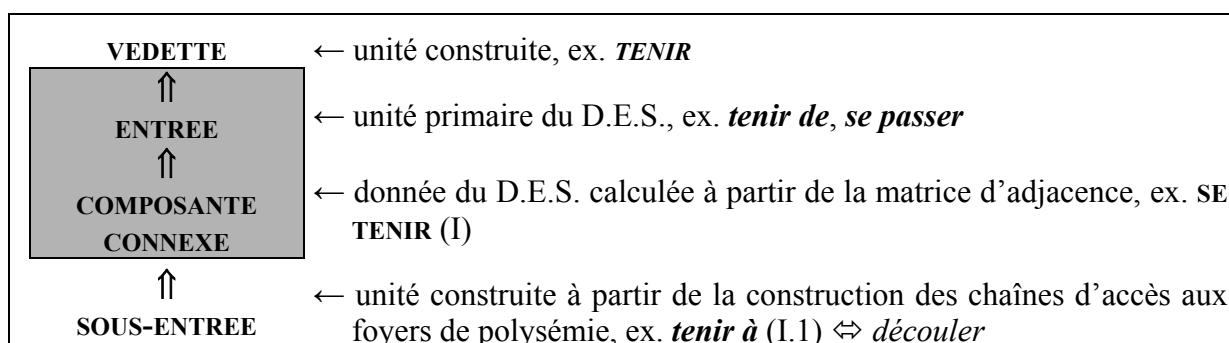 VEDETTE ← unité construite, ex. TENIR
⇑
ENTREE ← unité primaire du D.E.S., ex. tenir de, se passer
⇑
COMPOSANTE ← donnée du D.E.S. calculée à partir de la matrice d’adjacence, ex. SE
CONNEXE TENIR (I)
⇑ ← unité construite à partir de la construction des chaînes d’accès aux
SOUS-ENTREE foyers de polysémie, ex. tenir à (I.1) ⇔ découler